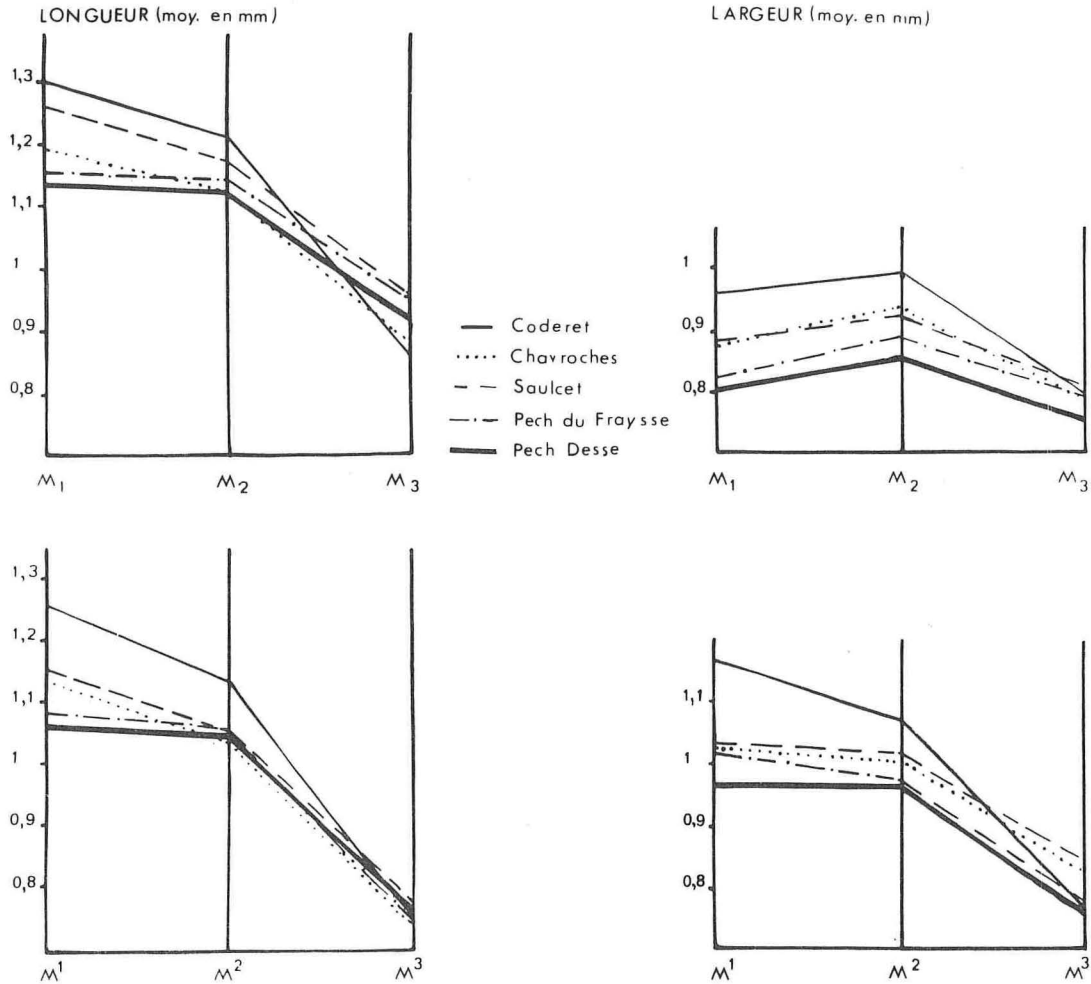 LONGUEUR (moy. en mm)
1,3
1,2
1,1
1
0,9
0,8
M1 M2 M3
LARGEUR (moy. en mm)
1
0,9
0,8
M1 M2 M3
Coderet
Chavroches
Saulcet
Pech du Fraysse
Pech Desse
1,3
1,2
1,1
1
0,9
0,8
M1 M2 M3
1,1
1
0,9
0,8
M1 M2 M3